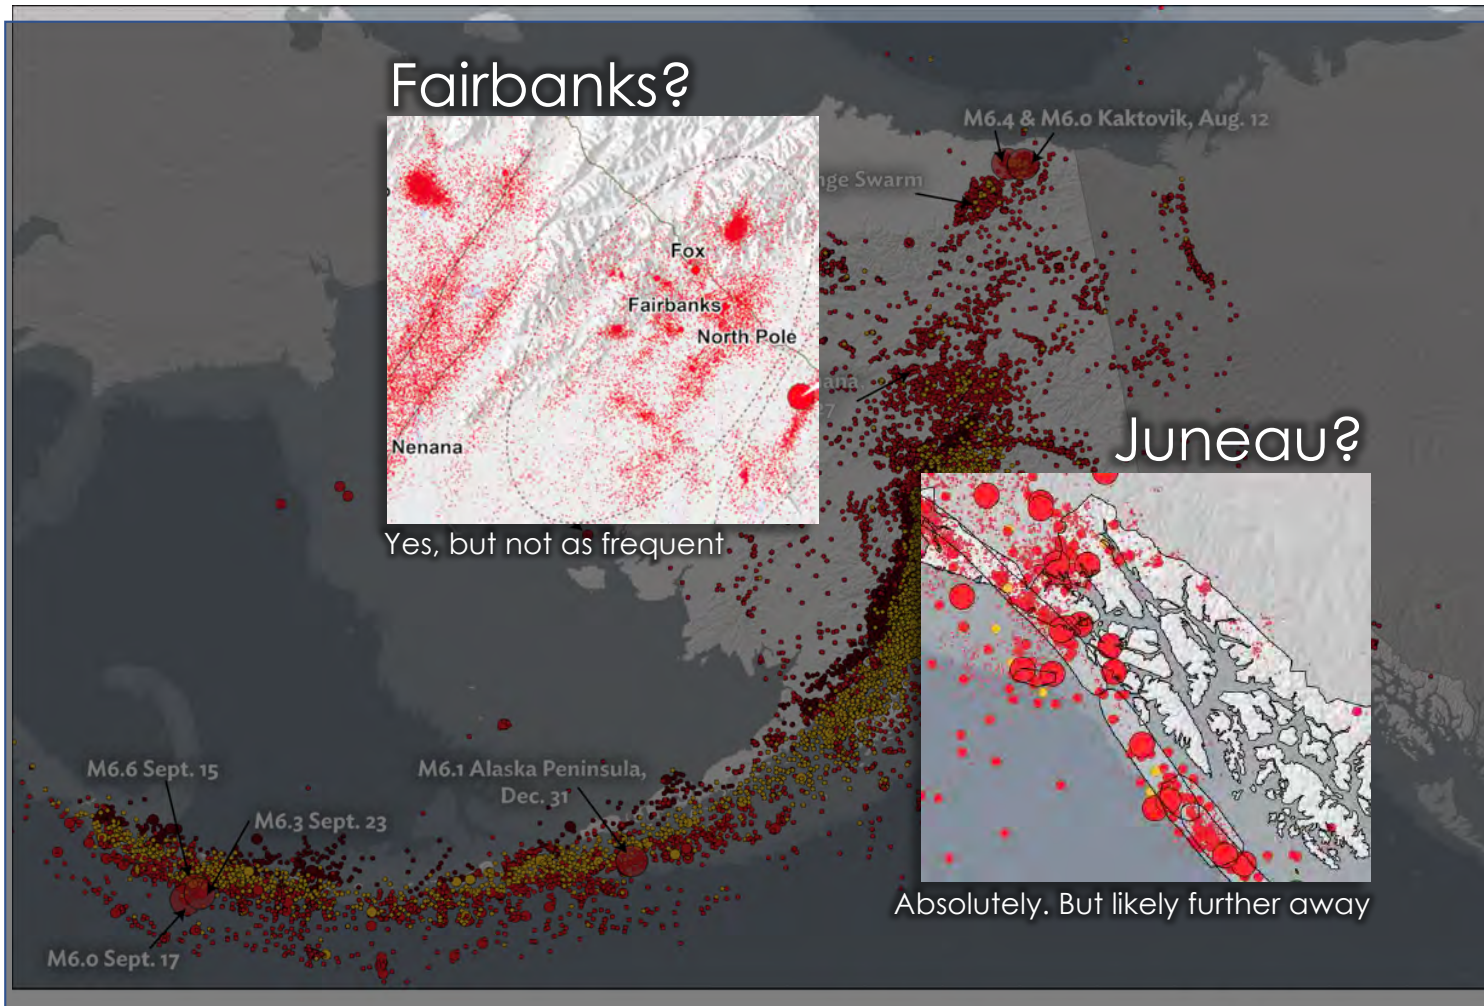 Fairbanks?
M6.4 & M6.0 Kaktovik, Aug. 12
Swarm
Fox
Fairbanks
North Pole
Nenana
Yes, but not as frequent
Juneau?
Absolutely. But likely further away
M6.6 Sept. 15
M6.3 Sept. 23
M6.0 Sept. 17
M6.1 Alaska Peninsula,
Dec. 31